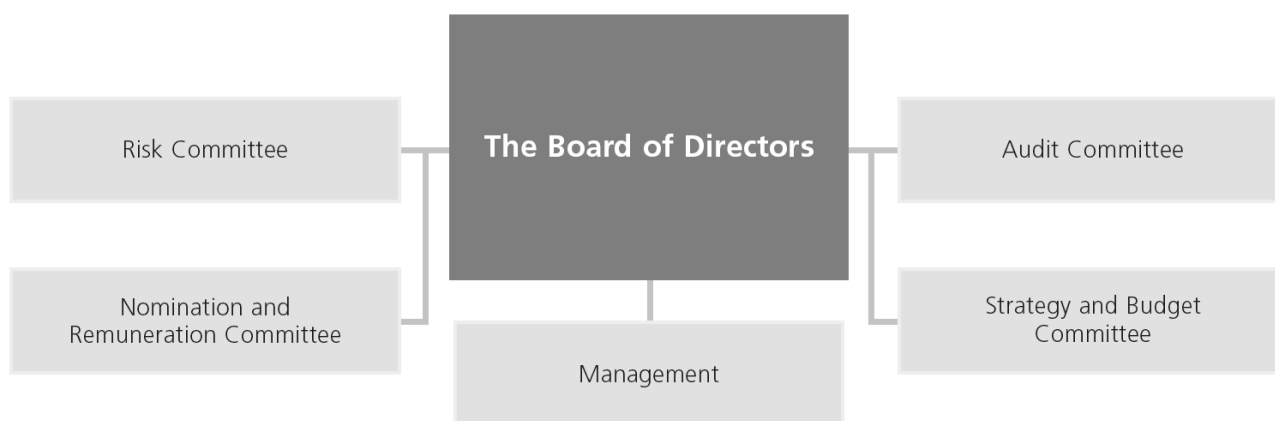 The Board of Directors
Risk Committee
Audit Committee
Nomination and
Remuneration Committee
Strategy and Budget
Committee
Management